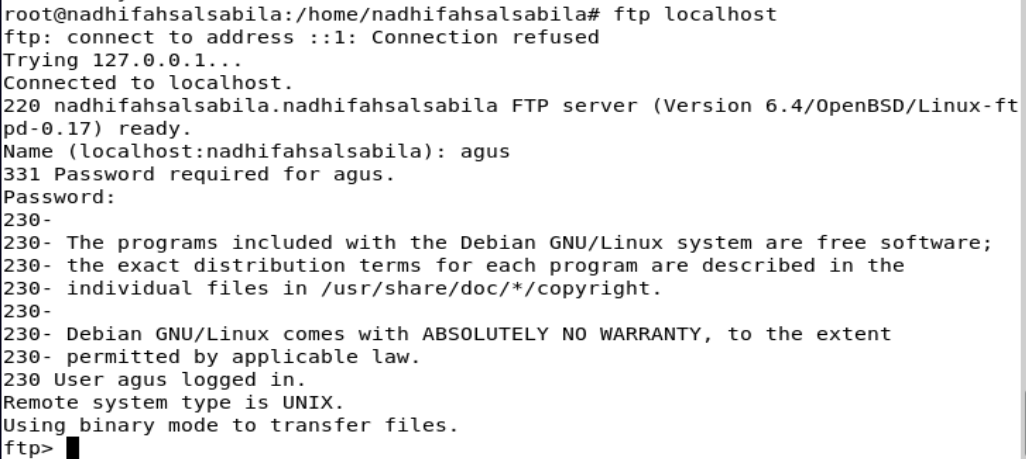 root@nadhifahsalsabila:/home/nadhifahsalsabila# ftp localhost
ftp: connect to address ::1: Connection refused
Trying 127.0.0.1...
Connected to localhost.
220 nadhifahsalsabila.nadhifahsalsabila FTP server (Version 6.4/OpenBSD/Linux-ft
pd-0.17) ready.
Name (localhost:nadhifahsalsabila): agus
331 Password required for agus.
Password:
230-
230- The programs included with the Debian GNU/Linux system are free software;
230- the exact distribution terms for each program are described in the
230- individual files in /usr/share/doc/*/copyright.
230-
230- Debian GNU/Linux comes with ABSOLUTELY NO WARRANTY, to the extent
230- permitted by applicable law.
230 User agus logged in.
Remote system type is UNIX.
Using binary mode to transfer files.
ftp>